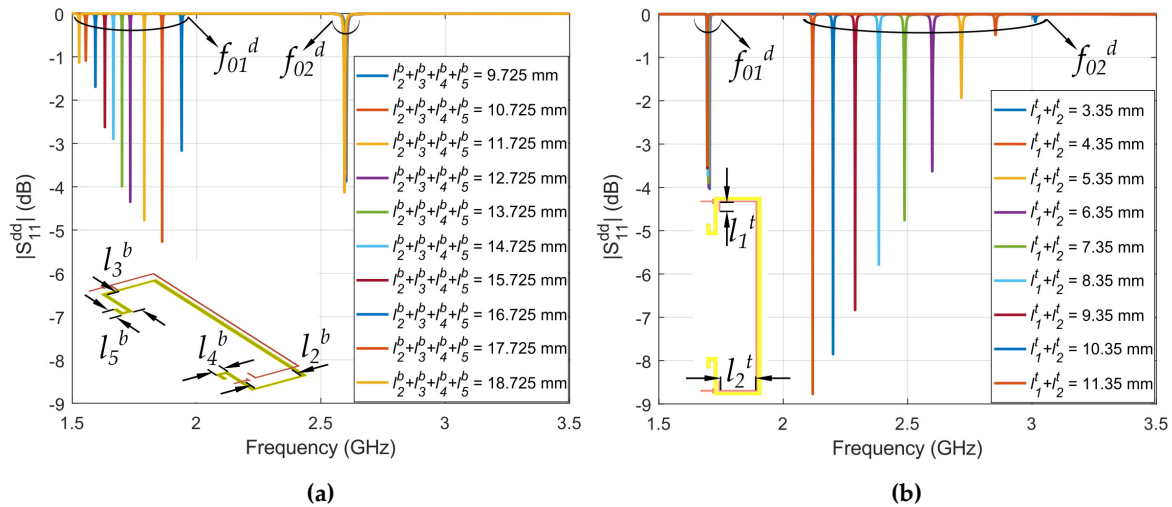 0
-1
-2
-3
-4
-5
-6
-7
-8
-9
|S₁₁ᵈᵈ| (dB)
1.5 2 2.5 3 3.5
Frequency (GHz)
f₀₁ᵈ f₀₂ᵈ
l₂ᵇ+l₃ᵇ+l₄ᵇ+l₅ᵇ = 9.725 mm
l₂ᵇ+l₃ᵇ+l₄ᵇ+l₅ᵇ = 10.725 mm
l₂ᵇ+l₃ᵇ+l₄ᵇ+l₅ᵇ = 11.725 mm
l₂ᵇ+l₃ᵇ+l₄ᵇ+l₅ᵇ = 12.725 mm
l₂ᵇ+l₃ᵇ+l₄ᵇ+l₅ᵇ = 13.725 mm
l₂ᵇ+l₃ᵇ+l₄ᵇ+l₅ᵇ = 14.725 mm
l₂ᵇ+l₃ᵇ+l₄ᵇ+l₅ᵇ = 15.725 mm
l₂ᵇ+l₃ᵇ+l₄ᵇ+l₅ᵇ = 16.725 mm
l₂ᵇ+l₃ᵇ+l₄ᵇ+l₅ᵇ = 17.725 mm
l₂ᵇ+l₃ᵇ+l₄ᵇ+l₅ᵇ = 18.725 mm
l₃ᵇ
l₅ᵇ l₄ᵇ l₂ᵇ
(a)
0
-1
-2
-3
-4
-5
-6
-7
-8
-9
|S₁₁ᵈᵈ| (dB)
1.5 2 2.5 3 3.5
Frequency (GHz)
f₀₁ᵈ f₀₂ᵈ
l₁ᵗ+l₂ᵗ = 3.35 mm
l₁ᵗ+l₂ᵗ = 4.35 mm
l₁ᵗ+l₂ᵗ = 5.35 mm
l₁ᵗ+l₂ᵗ = 6.35 mm
l₁ᵗ+l₂ᵗ = 7.35 mm
l₁ᵗ+l₂ᵗ = 8.35 mm
l₁ᵗ+l₂ᵗ = 9.35 mm
l₁ᵗ+l₂ᵗ = 10.35 mm
l₁ᵗ+l₂ᵗ = 11.35 mm
l₁ᵗ
l₂ᵗ
(b)